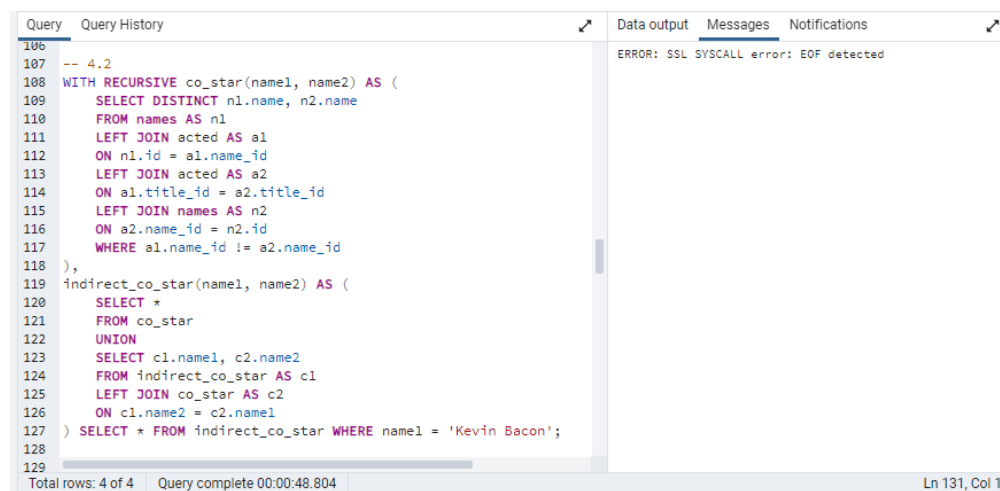 Query Query History
Data output Messages Notifications
106
107 -- 4.2
108 WITH RECURSIVE co_star(name1, name2) AS (
109 SELECT DISTINCT n1.name, n2.name
110 FROM names AS n1
111 LEFT JOIN acted AS a1
112 ON n1.id = a1.name_id
113 LEFT JOIN acted AS a2
114 ON a1.title_id = a2.title_id
115 LEFT JOIN names AS n2
116 ON a2.name_id = n2.id
117 WHERE a1.name_id != a2.name_id
118 ),
119 indirect_co_star(name1, name2) AS (
120 SELECT *
121 FROM co_star
122 UNION
123 SELECT c1.name1, c2.name2
124 FROM indirect_co_star AS c1
125 LEFT JOIN co_star AS c2
126 ON c1.name2 = c2.name1
127 ) SELECT * FROM indirect_co_star WHERE name1 = 'Kevin Bacon';
128
129
ERROR: SSL SYSCALL error: EOF detected
Total rows: 4 of 4 Query complete 00:00:48.804 Ln 131, Col 1